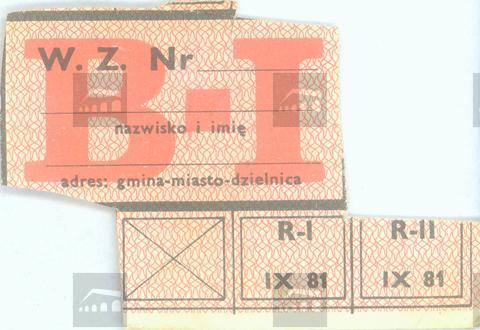 W. Z. Nr
B-I
nazwisko i imię
adres: gmina-miasto-dzielnica
R-I
R-II
IX 81
IX 81